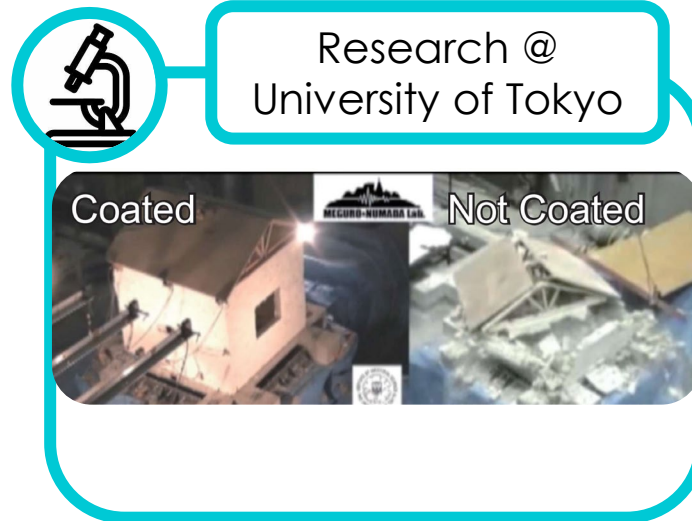 Research @
University of Tokyo
Coated
MEGURO-NUMADA Lab.
Not Coated